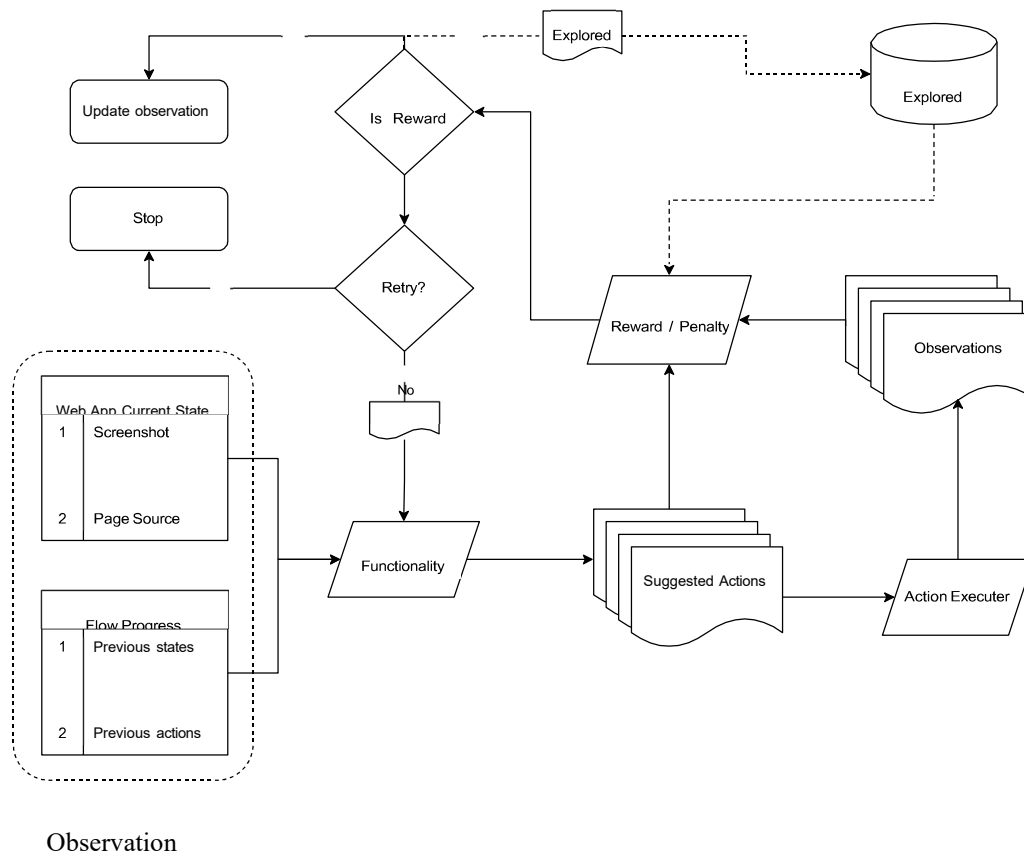 Explored
Explored
Update observation
Is Reward
Stop
Retry?
Reward / Penalty
Observations
No
Web App Current State
1 Screenshot
2 Page Source
Functionality
Suggested Actions
Action Executer
Flow Progress
1 Previous states
2 Previous actions
Observation